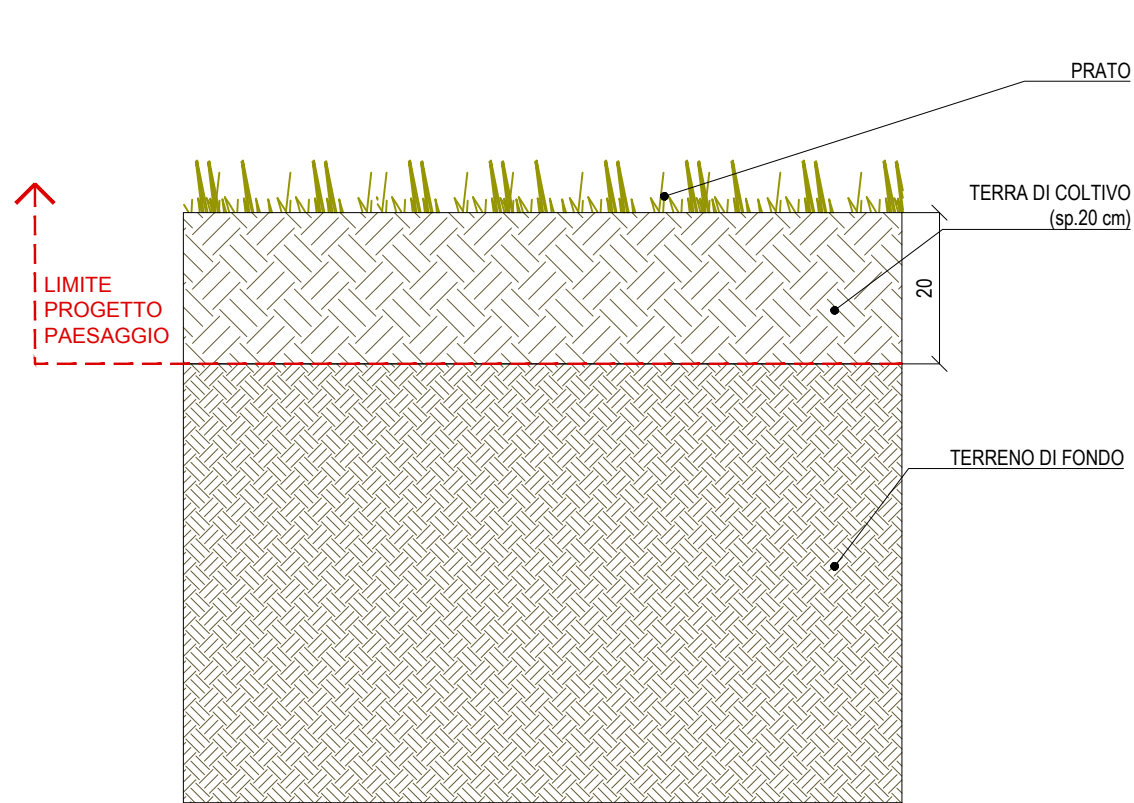 PRATO
TERRA DI COLTIVO
(sp.20 cm)
20
LIMITE
PROGETTO
PAESAGGIO
TERRENO DI FONDO